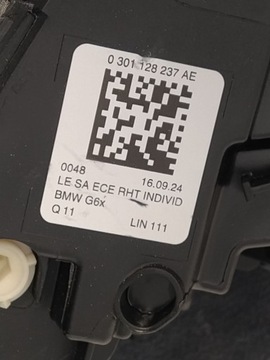 0 301 128 237 AE
0048 16.09.24
LE SA ECE RHT INDIVID
BMW G6x
Q 11 LIN 111